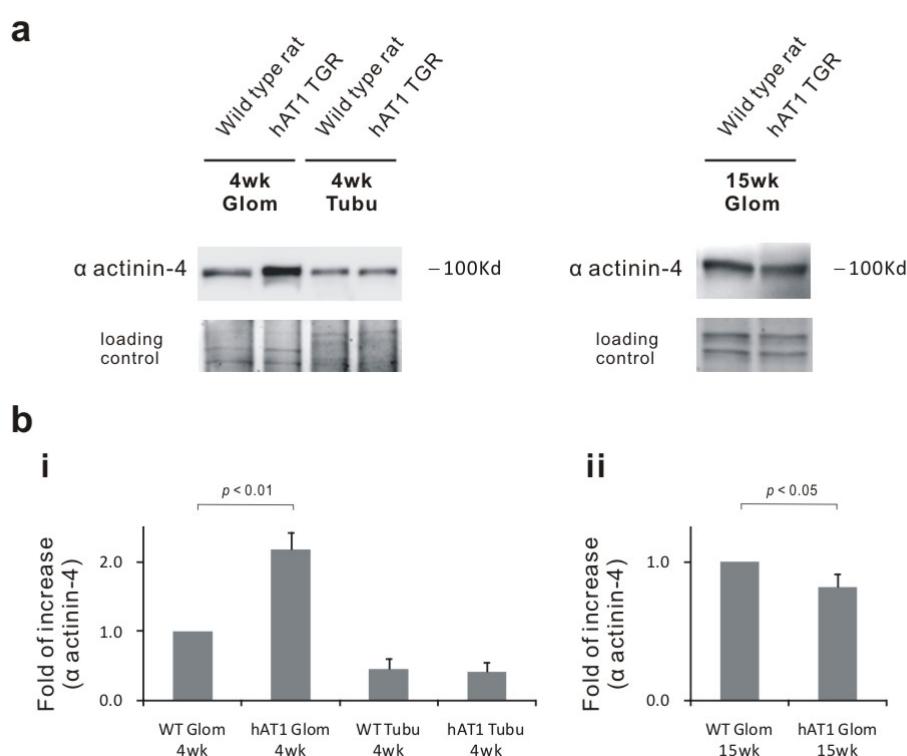 a
Wild type rat
hAT1 TGR
Wild type rat
hAT1 TGR
4wk
Glom
4wk
Tubu
α actinin-4
–100Kd
loading
control
Wild type rat
hAT1 TGR
15wk
Glom
α actinin-4
–100Kd
loading
control
b
i
p < 0.01
Fold of increase
(α actinin-4)
2.0
1.0
0.0
WT Glom
4wk
hAT1 Glom
4wk
WT Tubu
4wk
hAT1 Tubu
4wk
ii
p < 0.05
Fold of increase
(α actinin-4)
1.0
0.0
WT Glom
15wk
hAT1 Glom
15wk